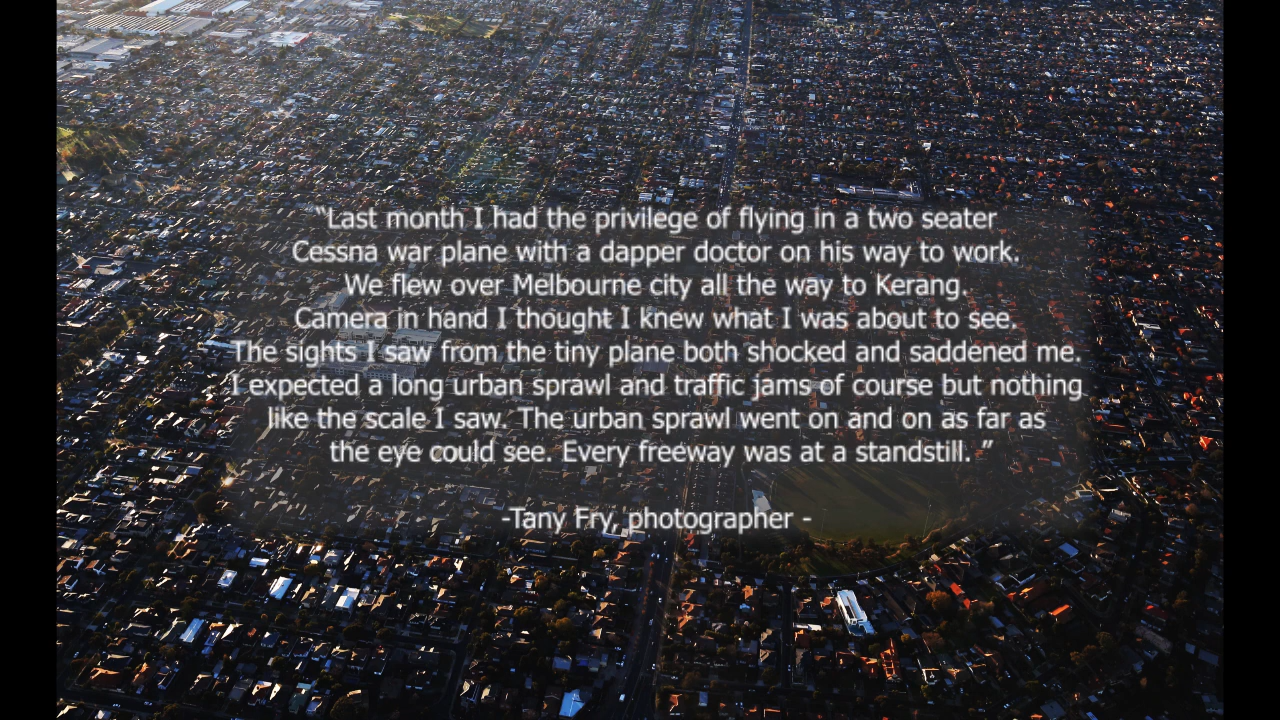 “Last month I had the privilege of flying in a two seater
Cessna war plane with a dapper doctor on his way to work.
We flew over Melbourne city all the way to Kerang.
Camera in hand I thought I knew what I was about to see.
The sights I saw from the tiny plane both shocked and saddened me.
I expected a long urban sprawl and traffic jams of course but nothing
like the scale I saw. The urban sprawl went on and on as far as
the eye could see. Every freeway was at a standstill. ”
-Tany Fry, photographer -